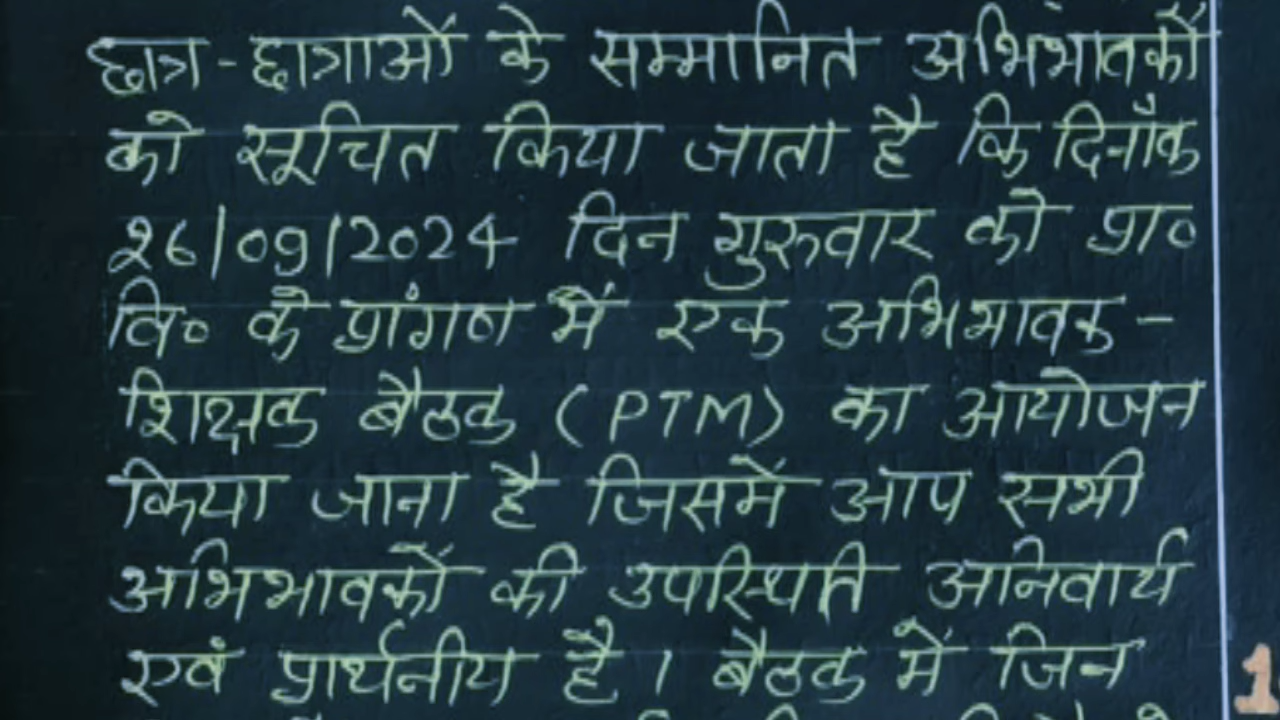 छात्र-छात्राओं के सम्मानित अभिभावकों
को सूचित किया जाता है कि दिनाँक
26/09/2024 दिन गुरुवार को प्रा०
वि० के प्रांगण में एक अभिभावक-
शिक्षक बैठक (PTM) का आयोजन
किया जाना है जिसमें आप सभी
अभिभावकों की उपस्थिति अनिवार्य
एवं प्रार्थनीय है। बैठक में जिन
1